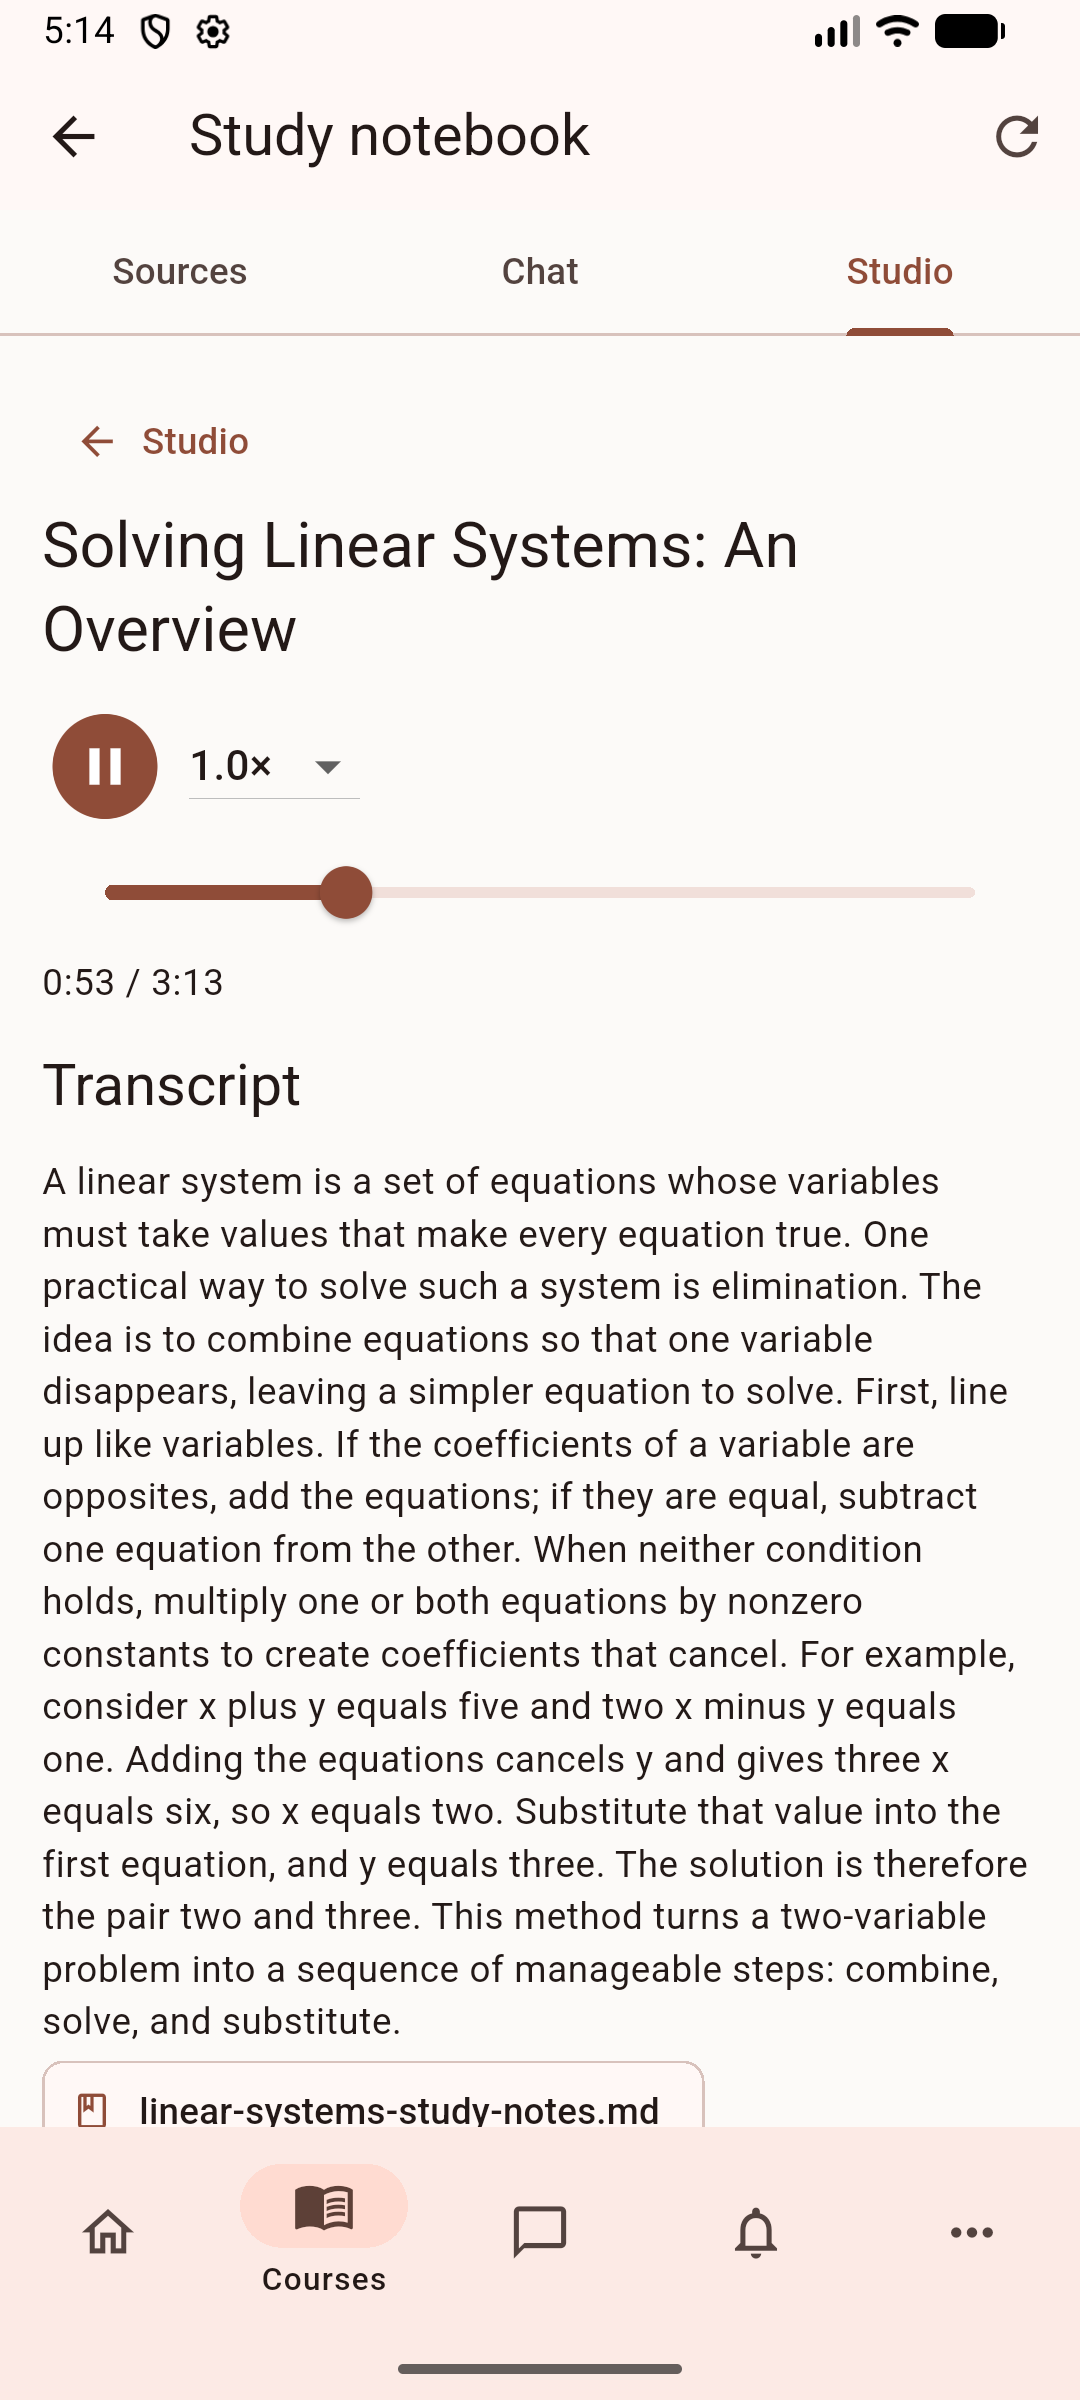 5:14
Study notebook
Sources
Chat
Studio
Studio
Solving Linear Systems: An
Overview
1.0×
0:53 / 3:13
Transcript
A linear system is a set of equations whose variables
must take values that make every equation true. One
practical way to solve such a system is elimination. The
idea is to combine equations so that one variable
disappears, leaving a simpler equation to solve. First, line
up like variables. If the coefficients of a variable are
opposites, add the equations; if they are equal, subtract
one equation from the other. When neither condition
holds, multiply one or both equations by nonzero
constants to create coefficients that cancel. For example,
consider x plus y equals five and two x minus y equals
one. Adding the equations cancels y and gives three x
equals six, so x equals two. Substitute that value into the
first equation, and y equals three. The solution is therefore
the pair two and three. This method turns a two-variable
problem into a sequence of manageable steps: combine,
solve, and substitute.
linear-systems-study-notes.md
Courses